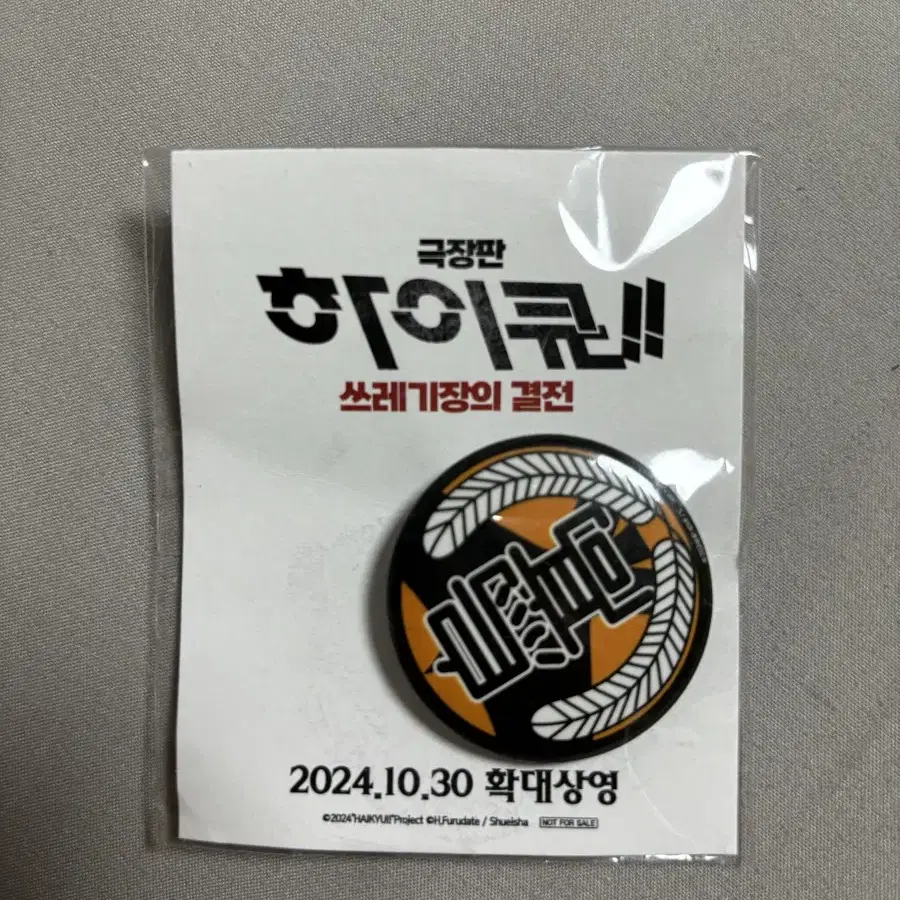 극장판
하이큐!!
쓰레기장의 결전
2024.10.30 확대상영
©2024"HAIKYU!!"Project ©H.Furudate / Shueisha NOT FOR SALE